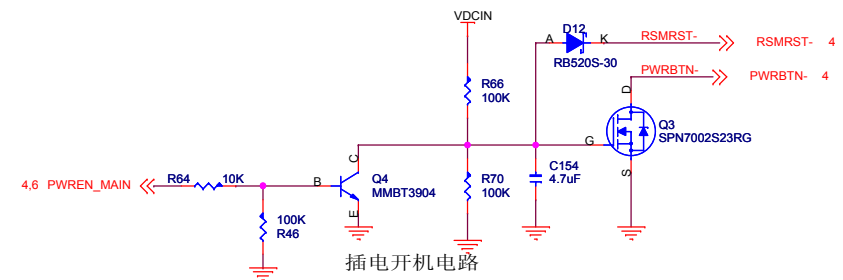 VDCIN
D12
A K
RSMRST-
RSMRST- 4
RB520S-30
PWRBTN-
PWRBTN- 4
R66
100K
D
Q3
SPN7002S23RG
G
S
C154
4.7uF
C
4,6 PWREN_MAIN
R64
10K
B
Q4
MMBT3904
E
R70
100K
100K
R46
插电开机电路